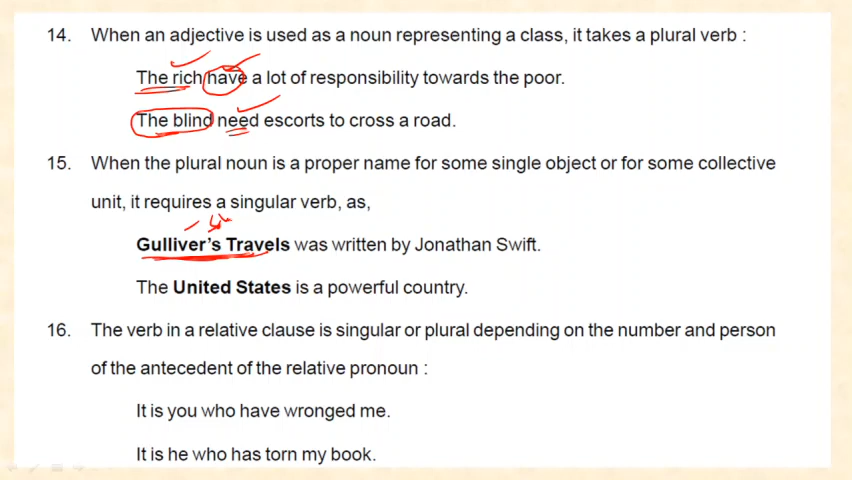 14. When an adjective is used as a noun representing a class, it takes a plural verb :
The rich have a lot of responsibility towards the poor.
The blind need escorts to cross a road.
15. When the plural noun is a proper name for some single object or for some collective
unit, it requires a singular verb, as,
Gulliver's Travels was written by Jonathan Swift.
The United States is a powerful country.
16. The verb in a relative clause is singular or plural depending on the number and person
of the antecedent of the relative pronoun :
It is you who have wronged me.
It is he who has torn my book.